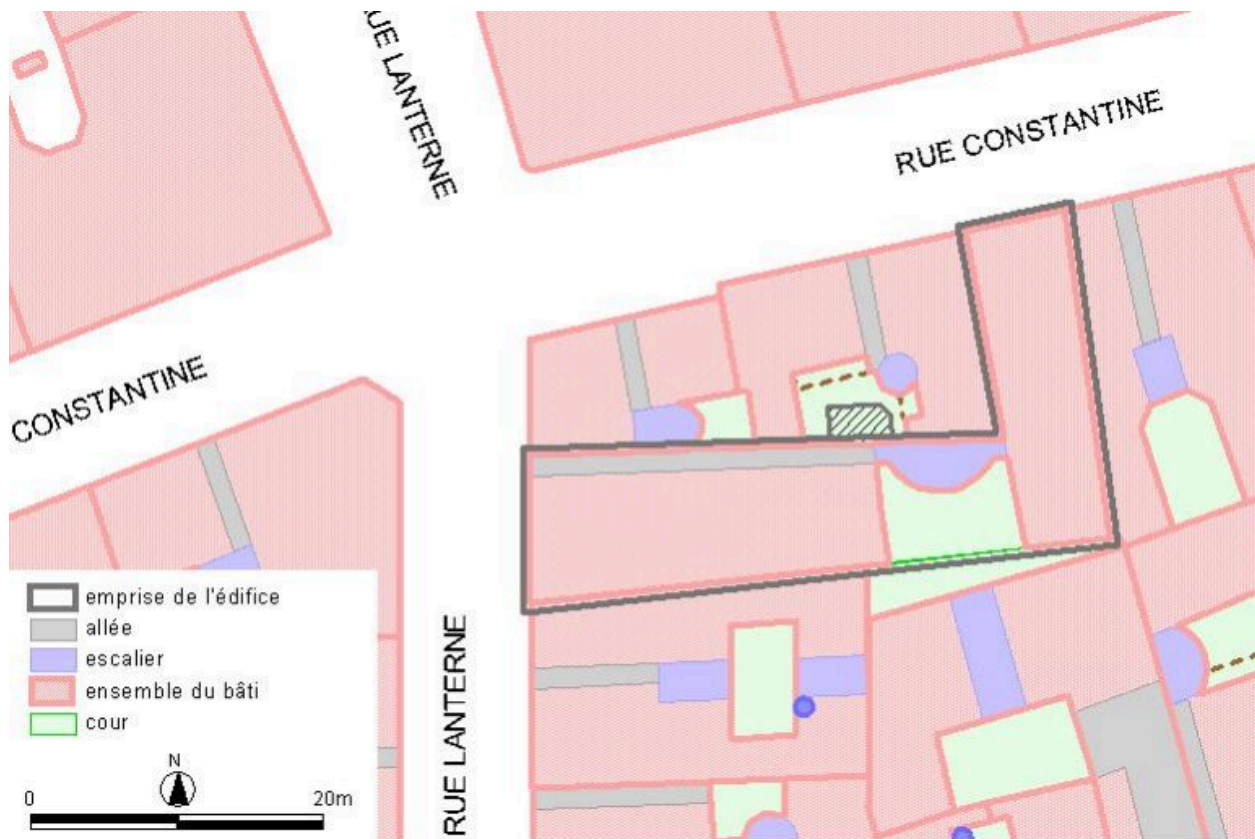 RUE LANTERNE
RUE CONSTANTINE
CONSTANTINE
RUE LANTERNE
emprise de l'édifice
allée
escalier
ensemble du bâti
cour
N
0 20m